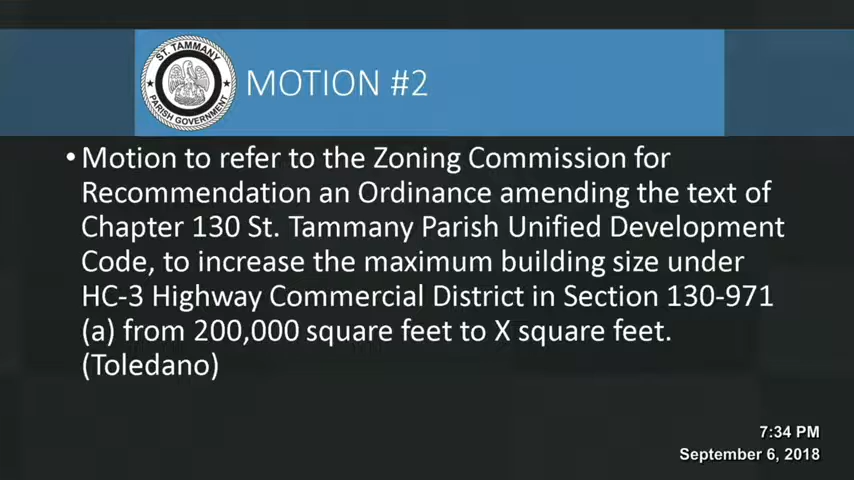 ST. TAMMANY
PARISH GOVERNMENT
MOTION #2
• Motion to refer to the Zoning Commission for
Recommendation an Ordinance amending the text of
Chapter 130 St. Tammany Parish Unified Development
Code, to increase the maximum building size under
HC-3 Highway Commercial District in Section 130-971
(a) from 200,000 square feet to X square feet.
(Toledano)
7:34 PM
September 6, 2018